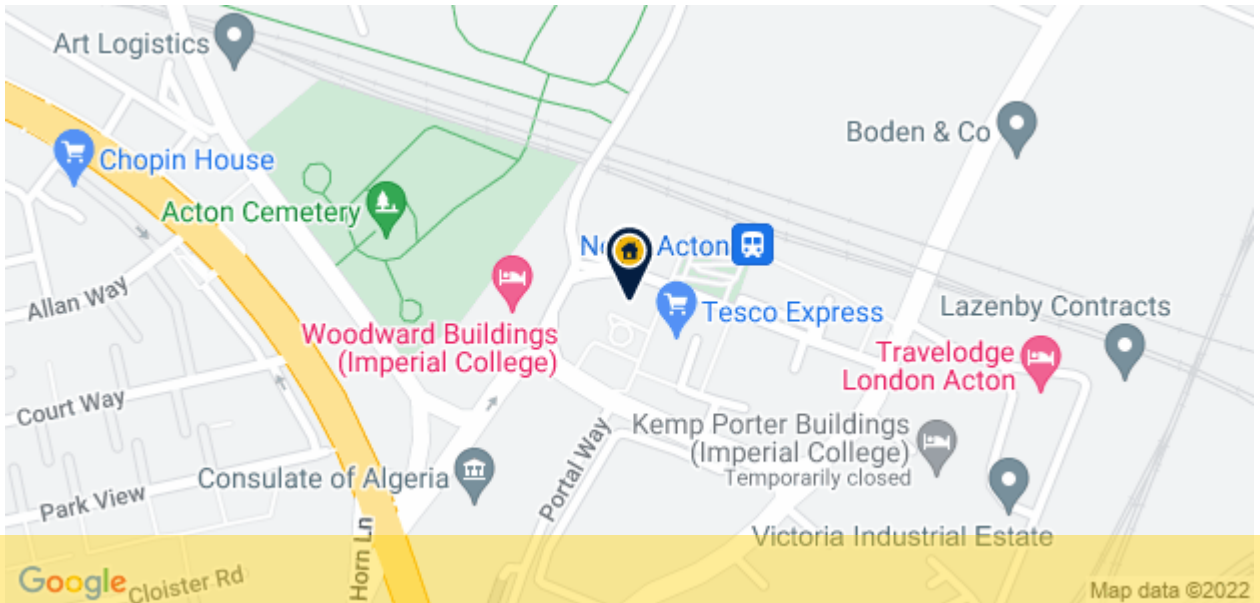 Art Logistics
Boden & Co
Chopin House
Acton Cemetery
Acton
Allan Way
Woodward Buildings
(Imperial College)
Tesco Express
Lazenby Contracts
Travelodge
London Acton
Court Way
Kemp Porter Buildings
(Imperial College)
Temporarily closed
Consulate of Algeria
Portal Way
Park View
Horn Ln
Victoria Industrial Estate
Google
Cloister Rd
Map data ©2022